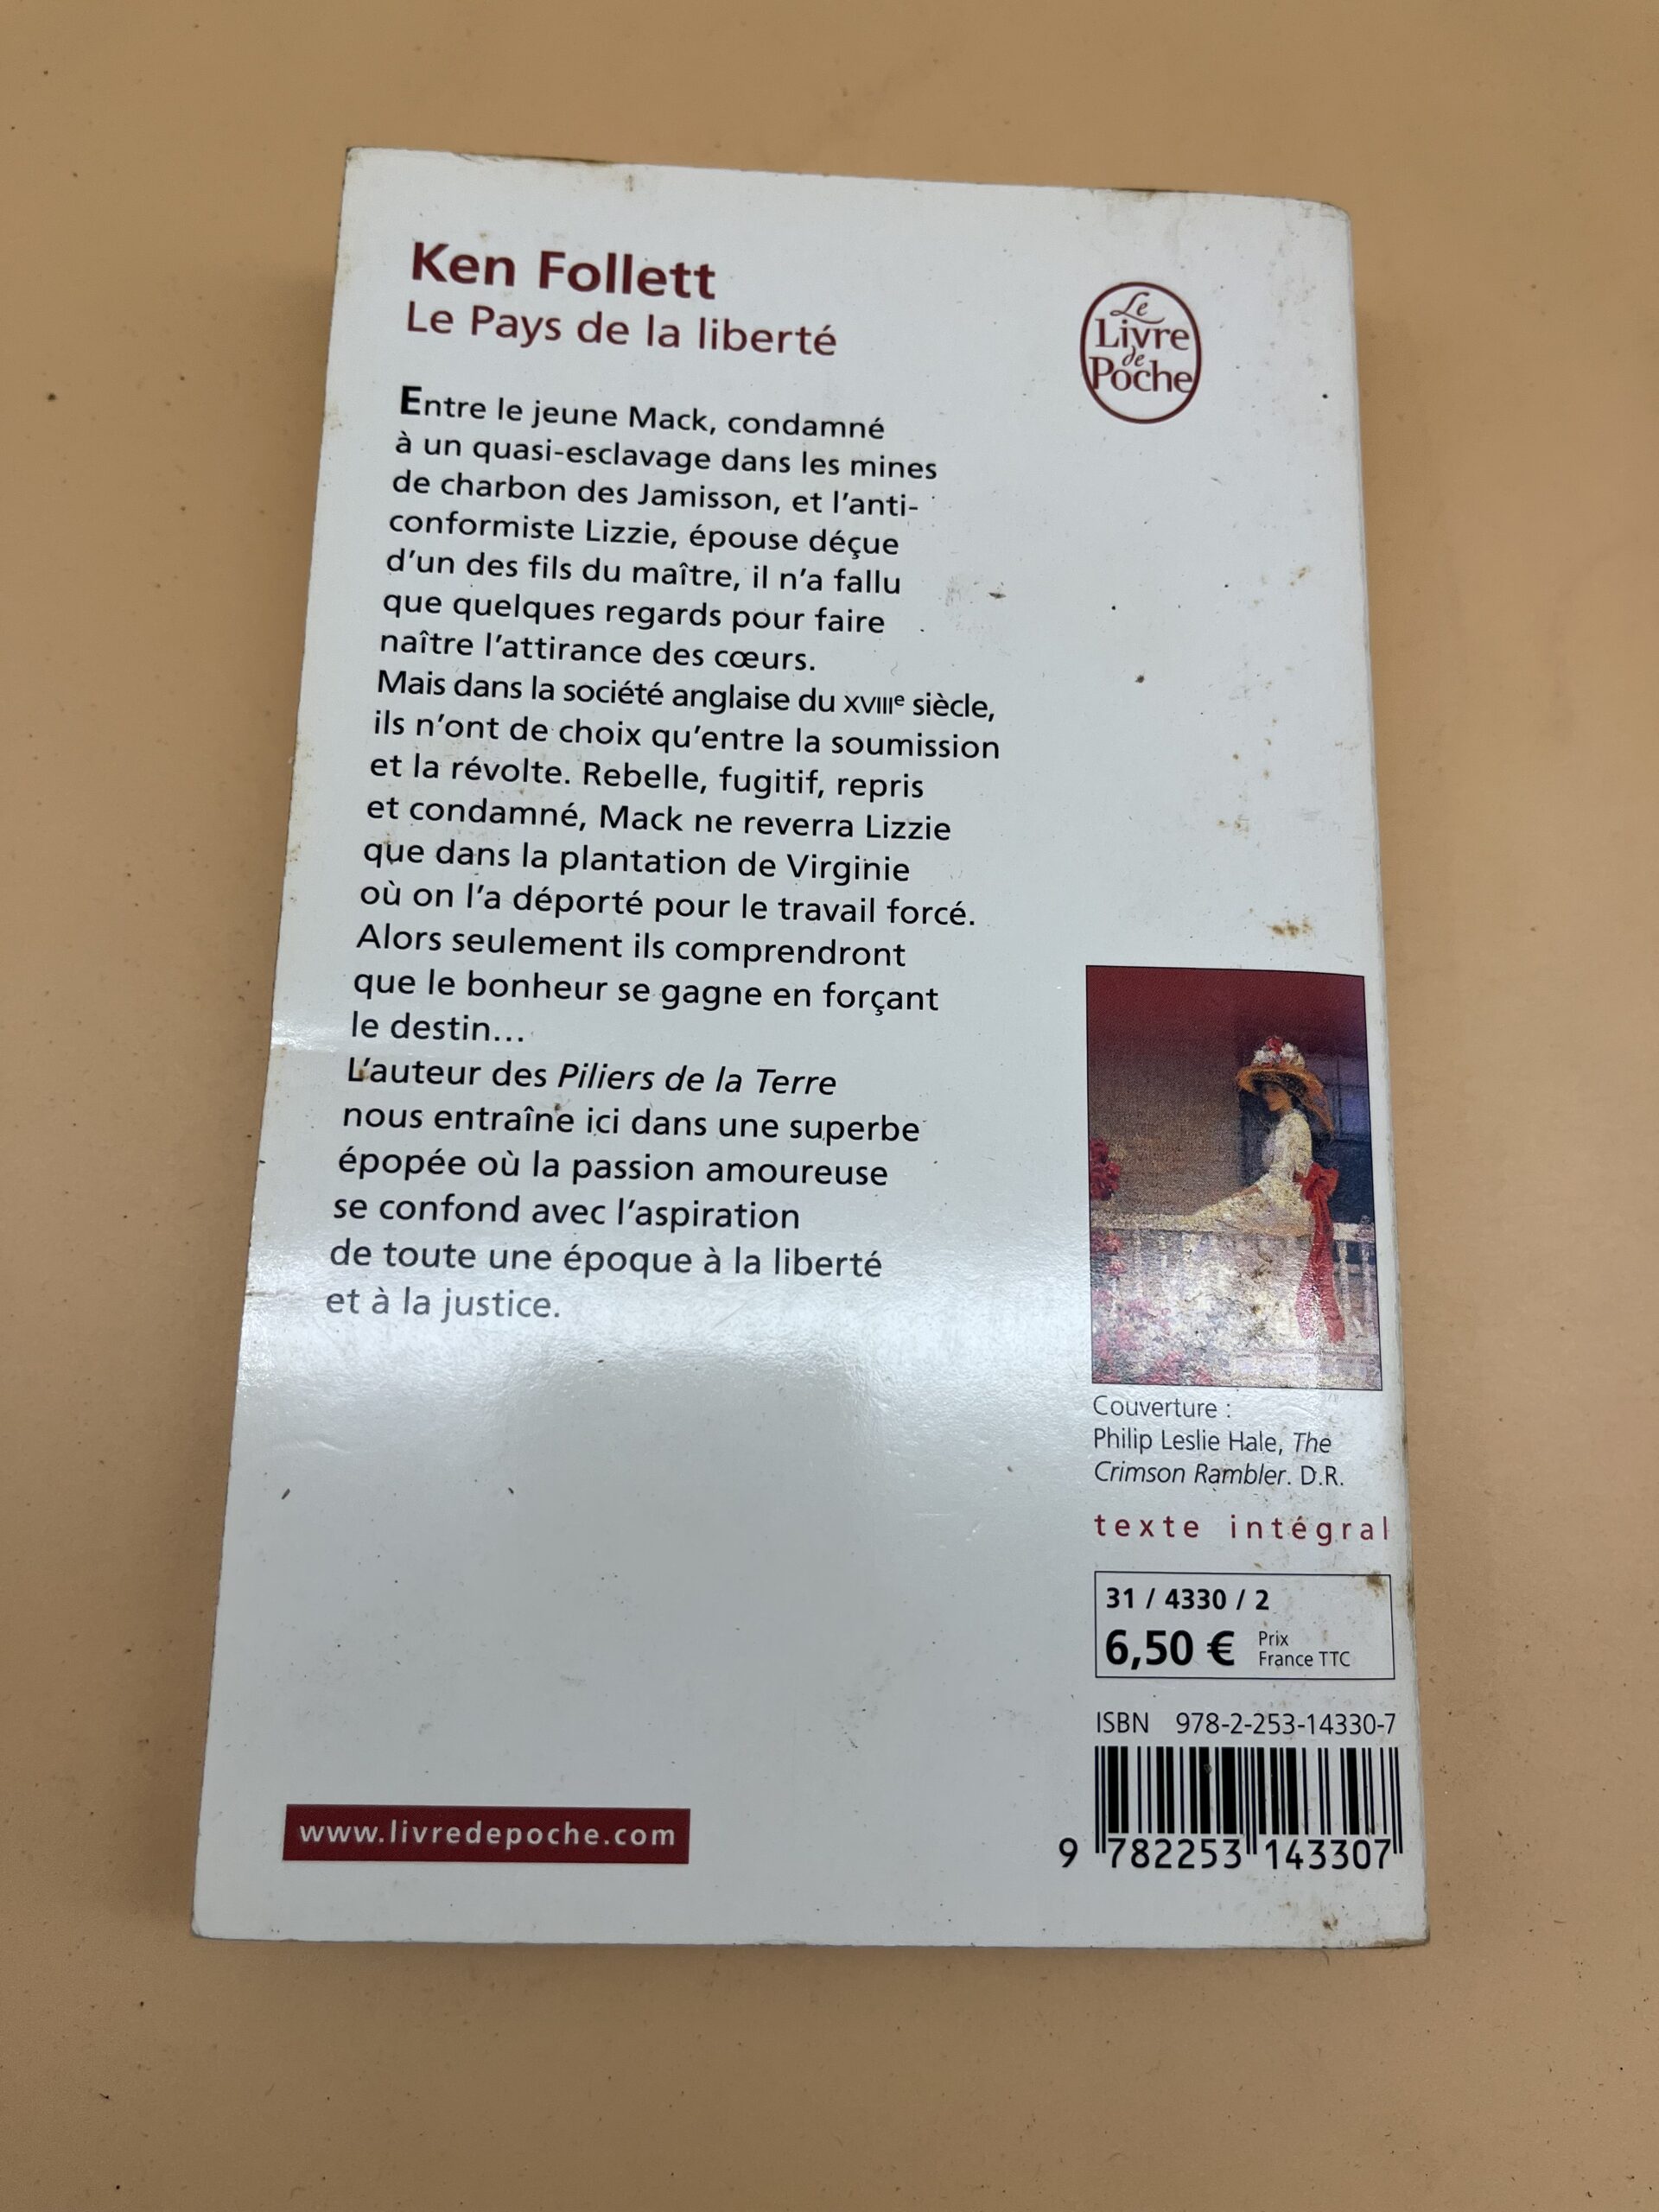 Ken Follett
Le Pays de la liberté
Le
Livre
de
Poche
Entre le jeune Mack, condamné
à un quasi-esclavage dans les mines
de charbon des Jamisson, et l'anti-
conformiste Lizzie, épouse déçue
d'un des fils du maître, il n'a fallu
que quelques regards pour faire
naître l'attirance des cœurs.
Mais dans la société anglaise du XVIIIe siècle,
ils n'ont de choix qu'entre la soumission
et la révolte. Rebelle, fugitif, repris
et condamné, Mack ne reverra Lizzie
que dans la plantation de Virginie
où on l'a déporté pour le travail forcé.
Alors seulement ils comprendront
que le bonheur se gagne en forçant
le destin...
L'auteur des Piliers de la Terre
nous entraîne ici dans une superbe
épopée où la passion amoureuse
se confond avec l'aspiration
de toute une époque à la liberté
et à la justice.
Couverture :
Philip Leslie Hale, The
Crimson Rambler. D.R.
texte intégral
31 / 4330 / 2
6,50 € Prix
France TTC
ISBN 978-2-253-14330-7
9 782253 143307
www.livredepoche.com